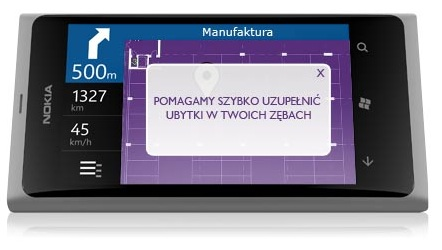 Manufaktura
500m
1327
km
45
km/h
NOKIA
X
POMAGAMY SZYBKO UZUPEŁNIĆ
UBYTKI W TWOICH ZĘBACH